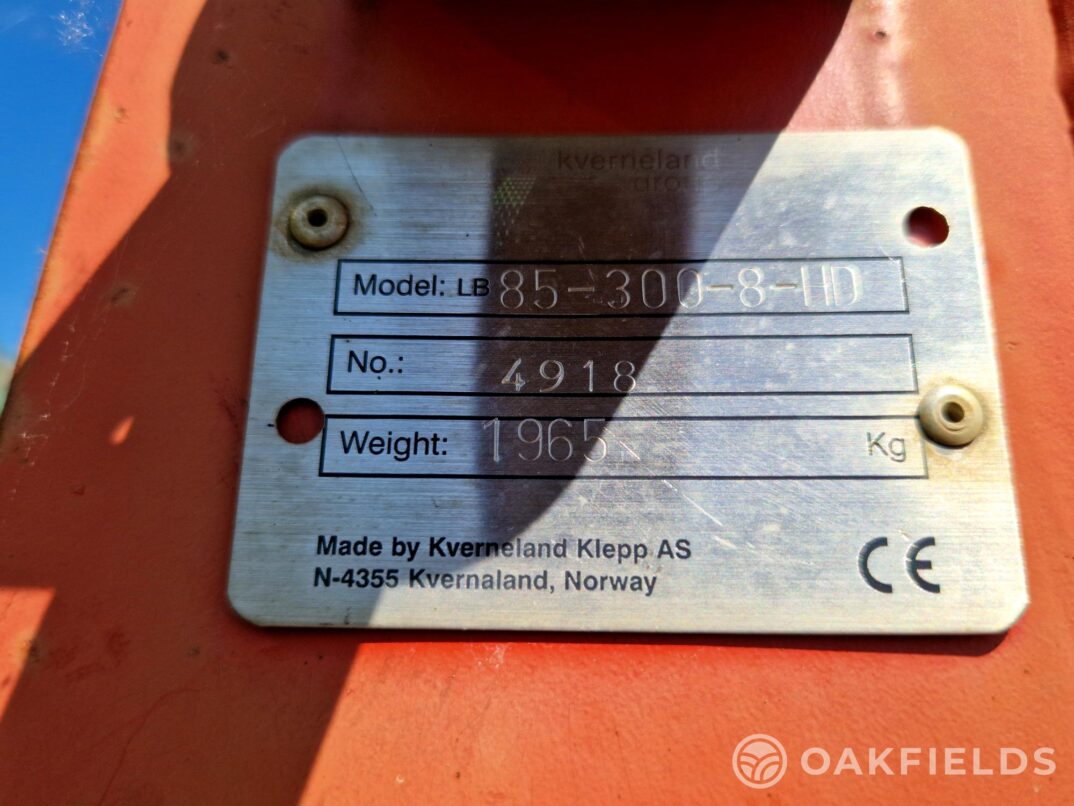 kverneland
group
Model: LB 85-300-8-HD
No.: 4918
Weight: 1965 Kg
Made by Kverneland Klepp AS
N-4355 Kvernaland, Norway
CE
OAKFIELDS